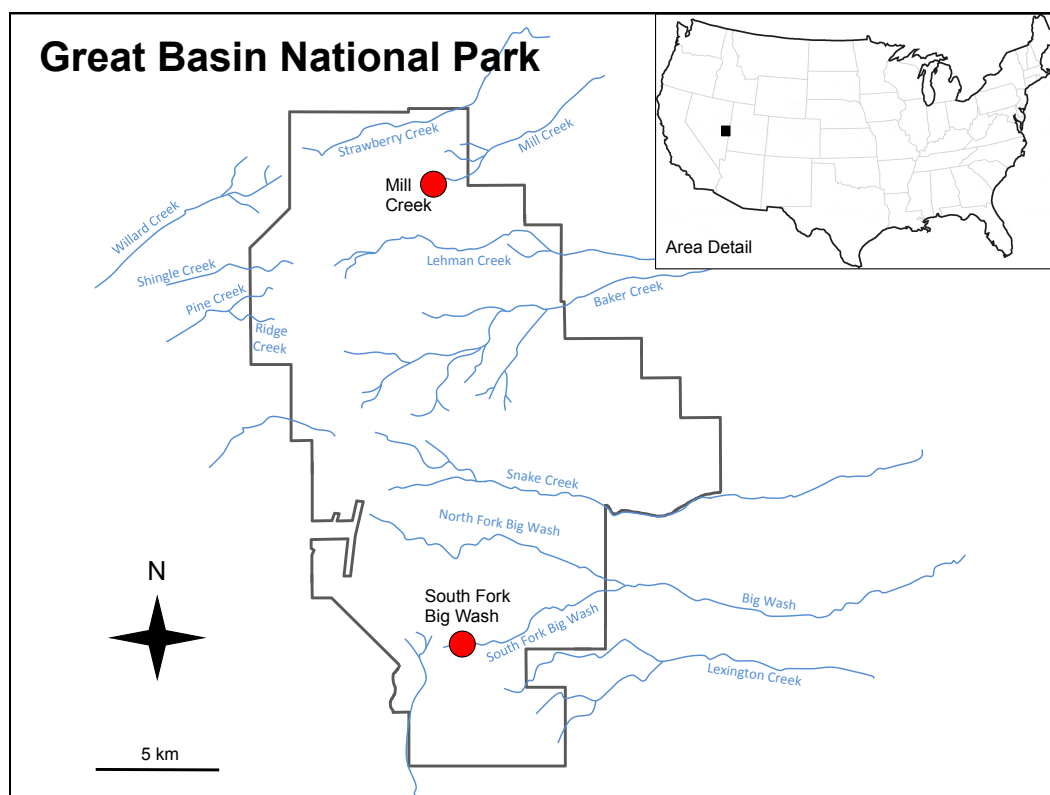 Great Basin National Park
Area Detail
Strawberry Creek
Mill Creek
Mill
Creek
Willard Creek
Shingle Creek
Lehman Creek
Baker Creek
Pine Creek
Ridge
Creek
Snake Creek
North Fork Big Wash
N
South Fork
Big Wash
Big Wash
South Fork Big Wash
Lexington Creek
5 km